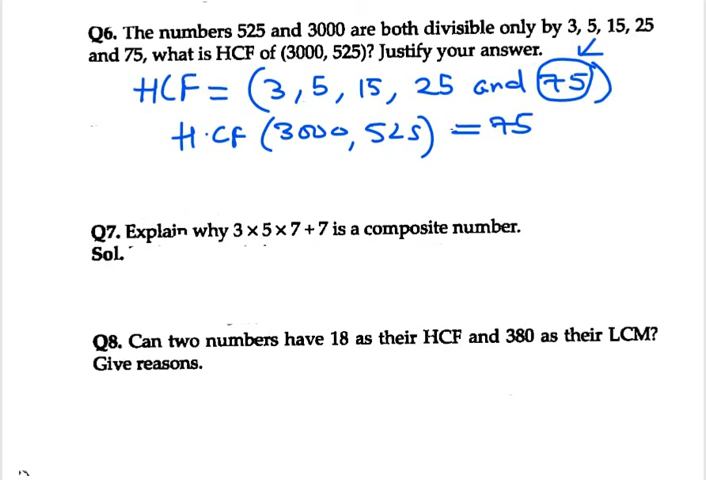 Q6. The numbers 525 and 3000 are both divisible only by 3, 5, 15, 25
and 75, what is HCF of (3000, 525)? Justify your answer.
HCF = (3, 5, 15, 25 and 75)
H.CF (3000, 525) = 75
Q7. Explain why 3 × 5 × 7 + 7 is a composite number.
Sol.
Q8. Can two numbers have 18 as their HCF and 380 as their LCM?
Give reasons.